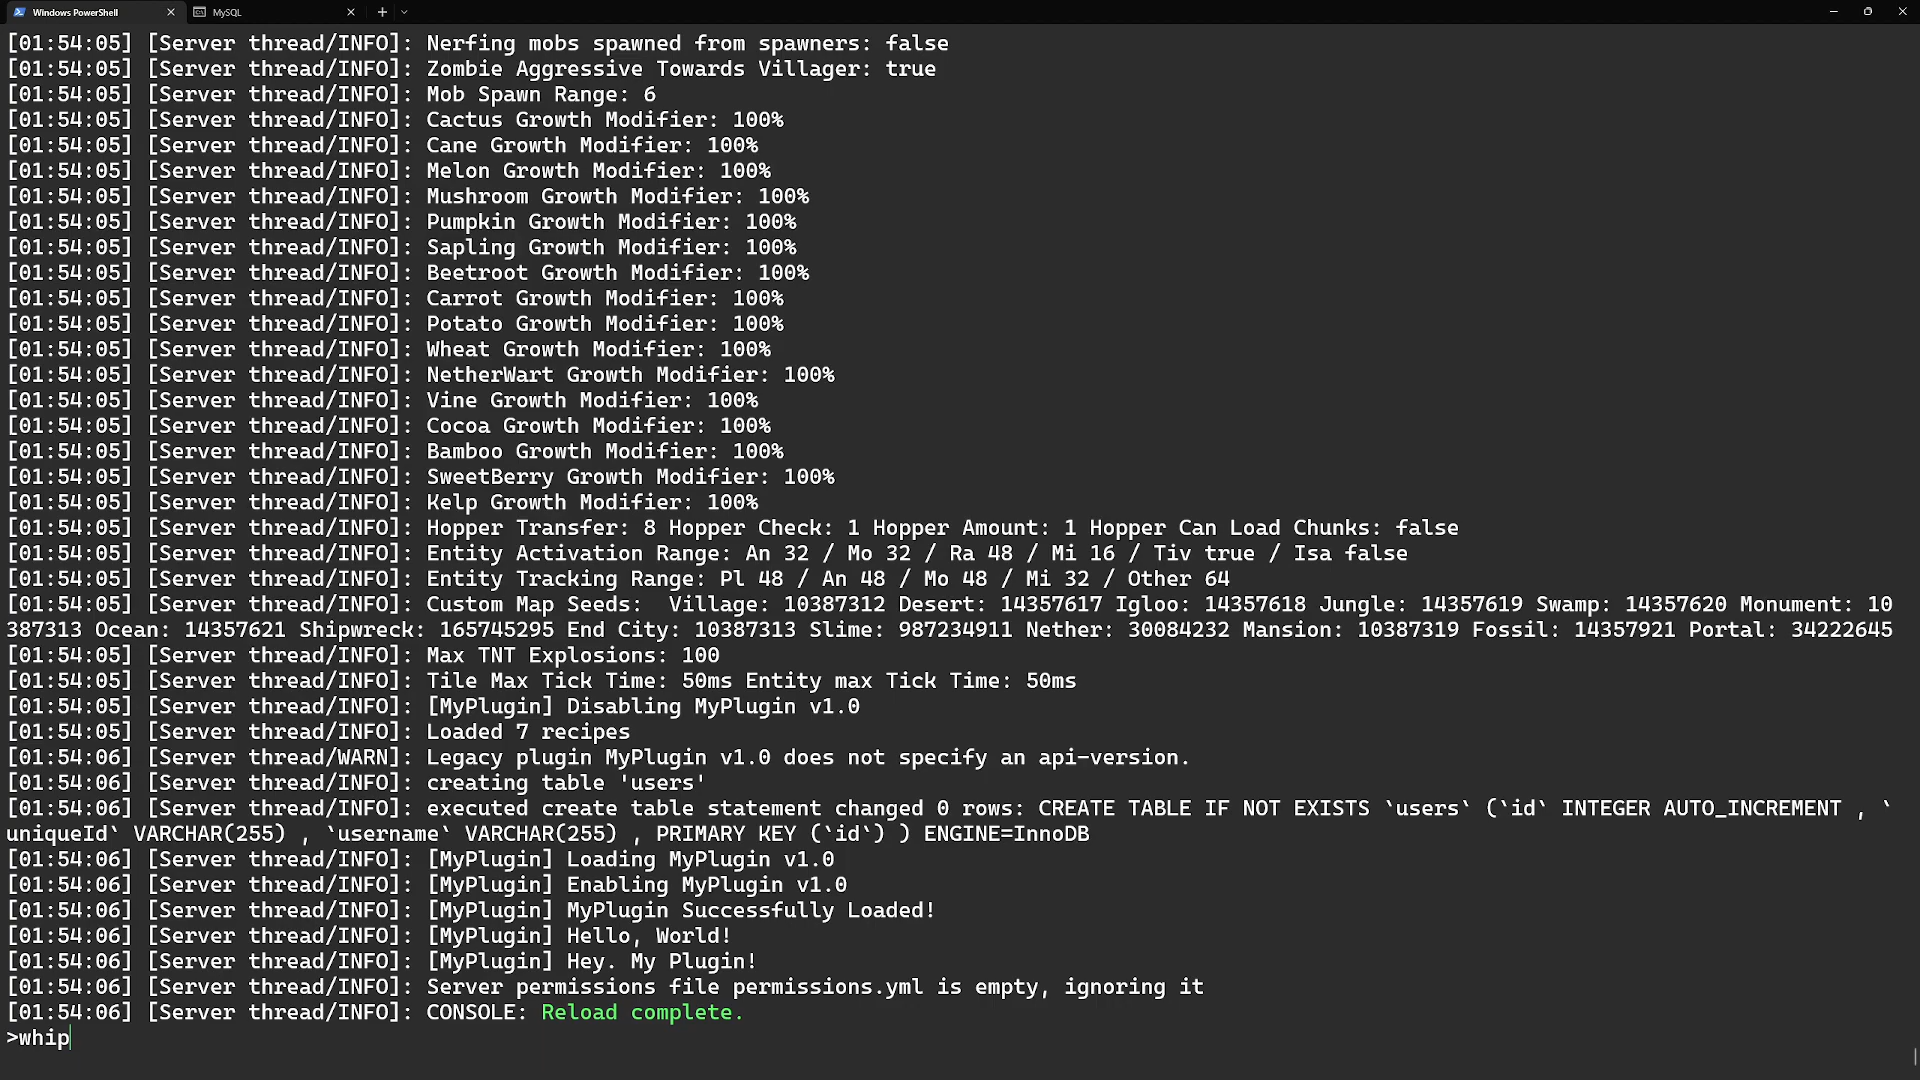 Windows PowerShell
MySQL
[01:54:05] [Server thread/INFO]: Nerfing mobs spawned from spawners: false
[01:54:05] [Server thread/INFO]: Zombie Aggressive Towards Villager: true
[01:54:05] [Server thread/INFO]: Mob Spawn Range: 6
[01:54:05] [Server thread/INFO]: Cactus Growth Modifier: 100%
[01:54:05] [Server thread/INFO]: Cane Growth Modifier: 100%
[01:54:05] [Server thread/INFO]: Melon Growth Modifier: 100%
[01:54:05] [Server thread/INFO]: Mushroom Growth Modifier: 100%
[01:54:05] [Server thread/INFO]: Pumpkin Growth Modifier: 100%
[01:54:05] [Server thread/INFO]: Sapling Growth Modifier: 100%
[01:54:05] [Server thread/INFO]: Beetroot Growth Modifier: 100%
[01:54:05] [Server thread/INFO]: Carrot Growth Modifier: 100%
[01:54:05] [Server thread/INFO]: Potato Growth Modifier: 100%
[01:54:05] [Server thread/INFO]: Wheat Growth Modifier: 100%
[01:54:05] [Server thread/INFO]: NetherWart Growth Modifier: 100%
[01:54:05] [Server thread/INFO]: Vine Growth Modifier: 100%
[01:54:05] [Server thread/INFO]: Cocoa Growth Modifier: 100%
[01:54:05] [Server thread/INFO]: Bamboo Growth Modifier: 100%
[01:54:05] [Server thread/INFO]: SweetBerry Growth Modifier: 100%
[01:54:05] [Server thread/INFO]: Kelp Growth Modifier: 100%
[01:54:05] [Server thread/INFO]: Hopper Transfer: 8 Hopper Check: 1 Hopper Amount: 1 Hopper Can Load Chunks: false
[01:54:05] [Server thread/INFO]: Entity Activation Range: An 32 / Mo 32 / Ra 48 / Mi 16 / Tiv true / Isa false
[01:54:05] [Server thread/INFO]: Entity Tracking Range: Pl 48 / An 48 / Mo 48 / Mi 32 / Other 64
[01:54:05] [Server thread/INFO]: Custom Map Seeds:  Village: 10387312 Desert: 14357617 Igloo: 14357618 Jungle: 14357619 Swamp: 14357620 Monument: 10
387313 Ocean: 14357621 Shipwreck: 165745295 End City: 10387313 Slime: 987234911 Nether: 30084232 Mansion: 10387319 Fossil: 14357921 Portal: 34222645
[01:54:05] [Server thread/INFO]: Max TNT Explosions: 100
[01:54:05] [Server thread/INFO]: Tile Max Tick Time: 50ms Entity max Tick Time: 50ms
[01:54:05] [Server thread/INFO]: [MyPlugin] Disabling MyPlugin v1.0
[01:54:05] [Server thread/INFO]: Loaded 7 recipes
[01:54:06] [Server thread/WARN]: Legacy plugin MyPlugin v1.0 does not specify an api-version.
[01:54:06] [Server thread/INFO]: creating table 'users'
[01:54:06] [Server thread/INFO]: executed create table statement changed 0 rows: CREATE TABLE IF NOT EXISTS `users` (`id` INTEGER AUTO_INCREMENT , `
uniqueId` VARCHAR(255) , `username` VARCHAR(255) , PRIMARY KEY (`id`) ) ENGINE=InnoDB
[01:54:06] [Server thread/INFO]: [MyPlugin] Loading MyPlugin v1.0
[01:54:06] [Server thread/INFO]: [MyPlugin] Enabling MyPlugin v1.0
[01:54:06] [Server thread/INFO]: [MyPlugin] MyPlugin Successfully Loaded!
[01:54:06] [Server thread/INFO]: [MyPlugin] Hello, World!
[01:54:06] [Server thread/INFO]: [MyPlugin] Hey. My Plugin!
[01:54:06] [Server thread/INFO]: Server permissions file permissions.yml is empty, ignoring it
[01:54:06] [Server thread/INFO]: CONSOLE: Reload complete.
>whip